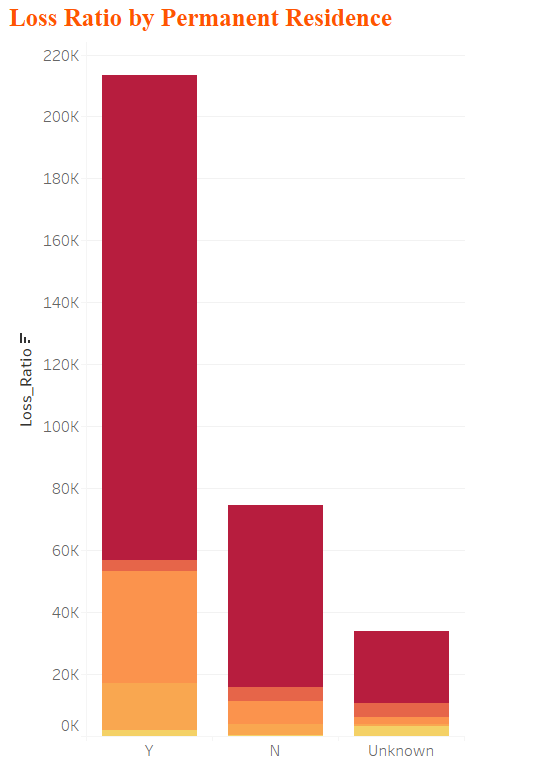 Loss Ratio by Permanent Residence
220K
200K
180K
160K
140K
120K
100K
80K
60K
40K
20K
0K
Loss_Ratio
Y
N
Unknown